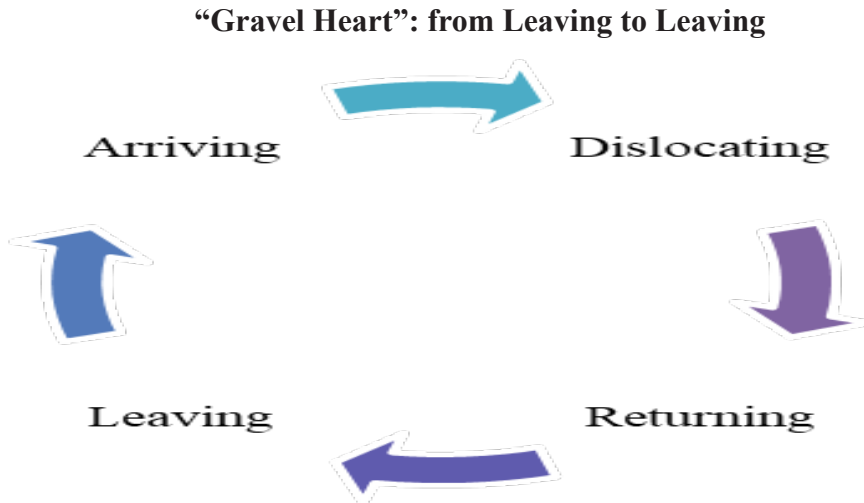 “Gravel Heart”: from Leaving to Leaving
Arriving
Dislocating
Leaving
Returning